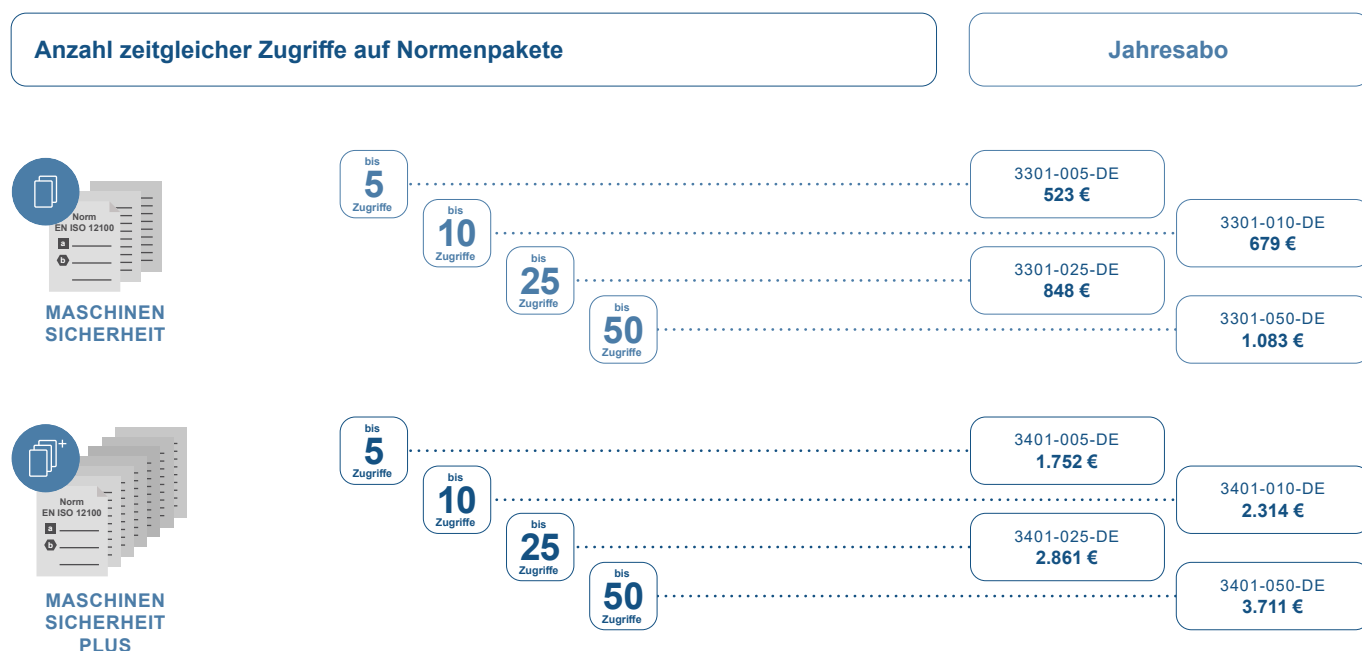 Anzahl zeitgleicher Zugriffe auf Normenpakete
Jahresabo
Norm
EN ISO 12100
a
b
MASCHINEN
SICHERHEIT
bis
5
Zugriffe
3301-005-DE
523 €
bis
10
Zugriffe
3301-010-DE
679 €
bis
25
Zugriffe
3301-025-DE
848 €
bis
50
Zugriffe
3301-050-DE
1.083 €
+
Norm
EN ISO 12100
a
b
MASCHINEN
SICHERHEIT
PLUS
bis
5
Zugriffe
3401-005-DE
1.752 €
bis
10
Zugriffe
3401-010-DE
2.314 €
bis
25
Zugriffe
3401-025-DE
2.861 €
bis
50
Zugriffe
3401-050-DE
3.711 €